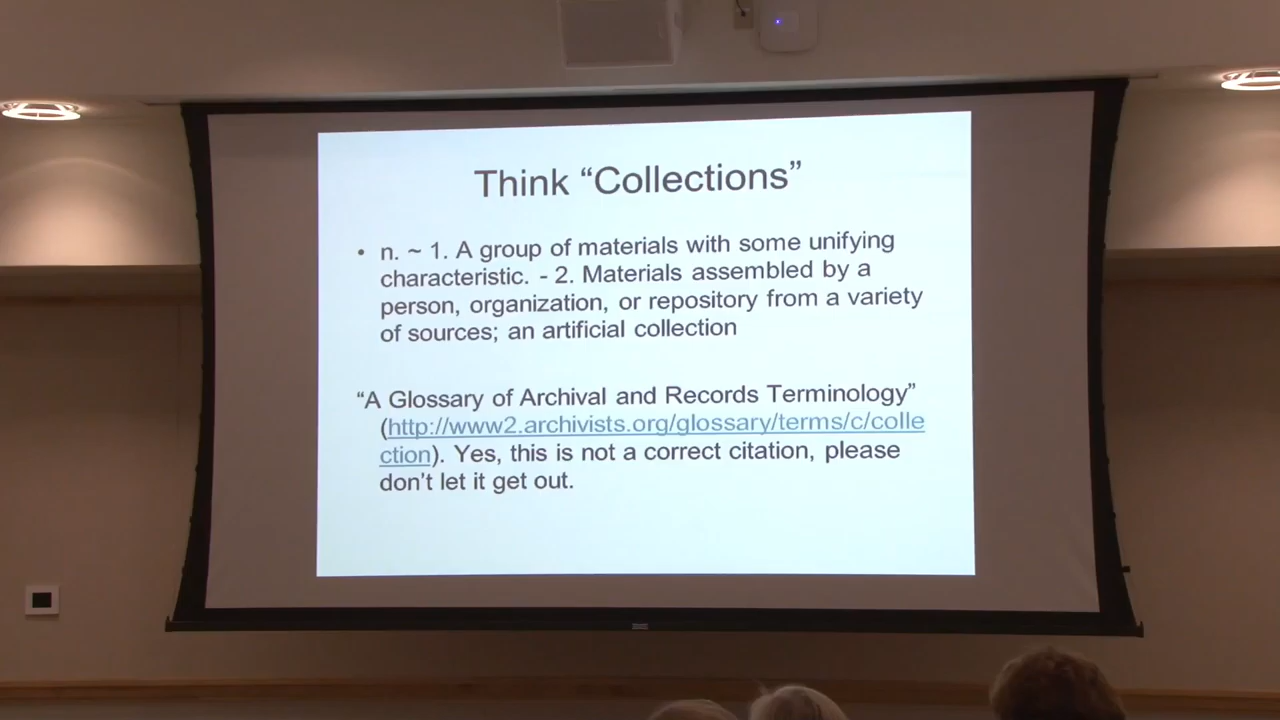 Think “Collections”
• n. ~ 1. A group of materials with some unifying
characteristic. - 2. Materials assembled by a
person, organization, or repository from a variety
of sources; an artificial collection
“A Glossary of Archival and Records Terminology”
(http://www2.archivists.org/glossary/terms/c/colle
ction). Yes, this is not a correct citation, please
don't let it get out.